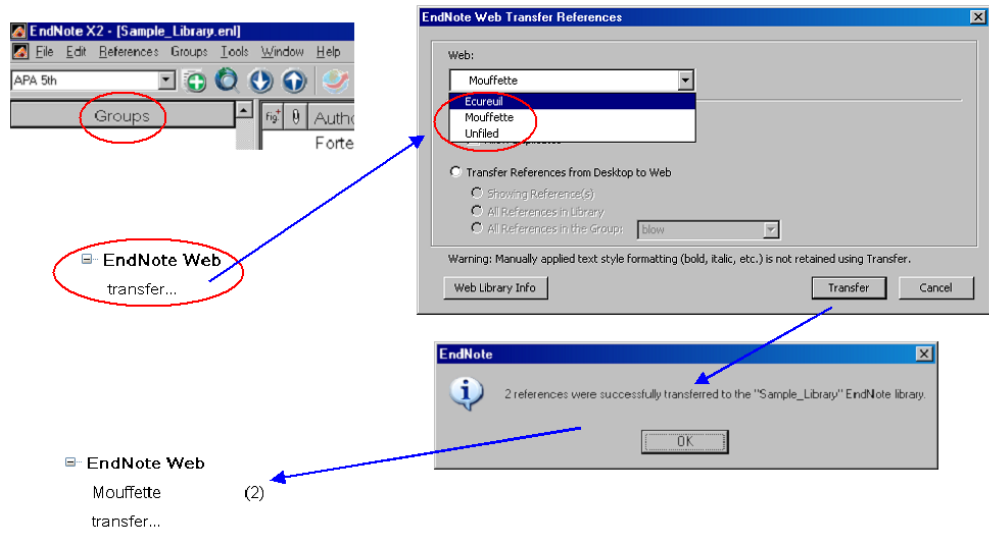 EndNote X2 - [Sample_Library.enl]
File Edit References Groups Tools Window Help
APA 5th
Groups
Autho
Forte
EndNote Web
transfer...
EndNote Web Transfer References
Web:
Mouffette
Ecureuil
Mouffette
Unfiled
Transfer References from Desktop to Web
Showing Reference(s)
All References in Library
All References in the Group: blow
Warning: Manually applied text style formatting (bold, italic, etc.) is not retained using Transfer.
Web Library Info Transfer Cancel
EndNote
2 references were successfully transferred to the "Sample_Library" EndNote library.
OK
EndNote Web
Mouffette (2)
transfer...